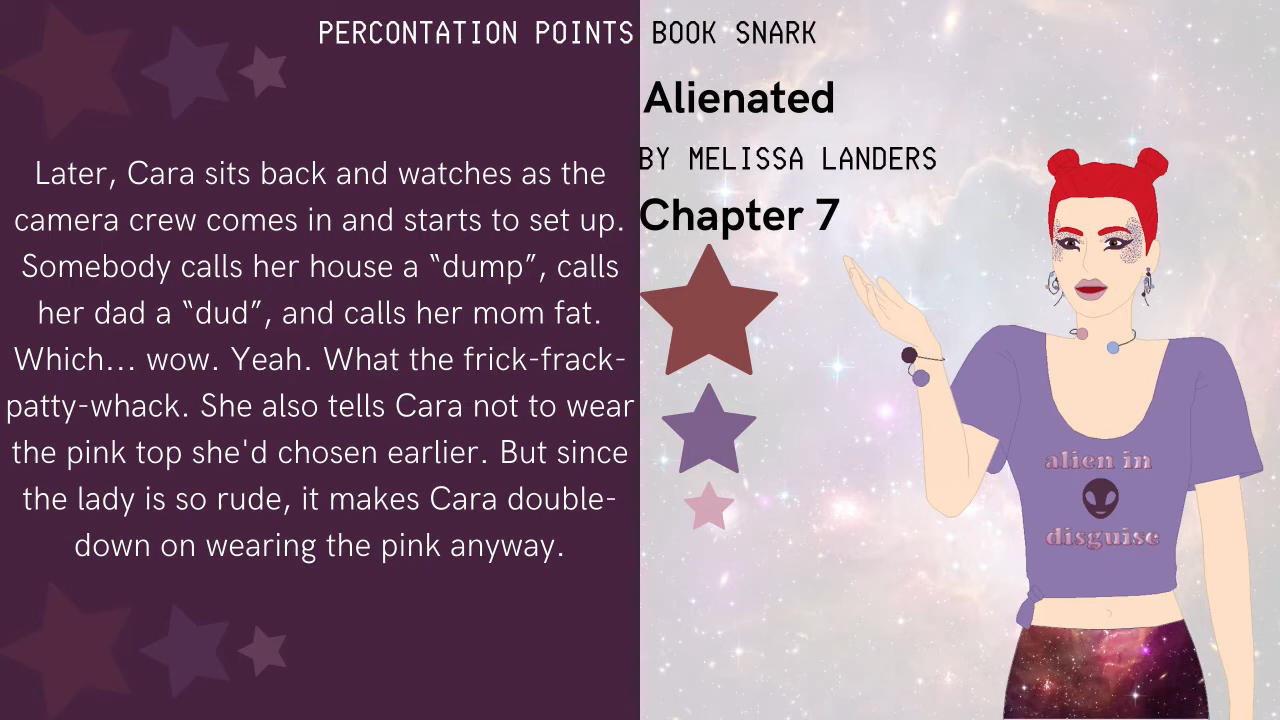 PERCONTATION POINTS BOOK SNARK
Alienated
BY MELISSA LANDERS
Chapter 7
Later, Cara sits back and watches as the
camera crew comes in and starts to set up.
Somebody calls her house a “dump”, calls
her dad a “dud”, and calls her mom fat.
Which... wow. Yeah. What the frick-frack-
patty-whack. She also tells Cara not to wear
the pink top she'd chosen earlier. But since
the lady is so rude, it makes Cara double-
down on wearing the pink anyway.
alien in
disguise